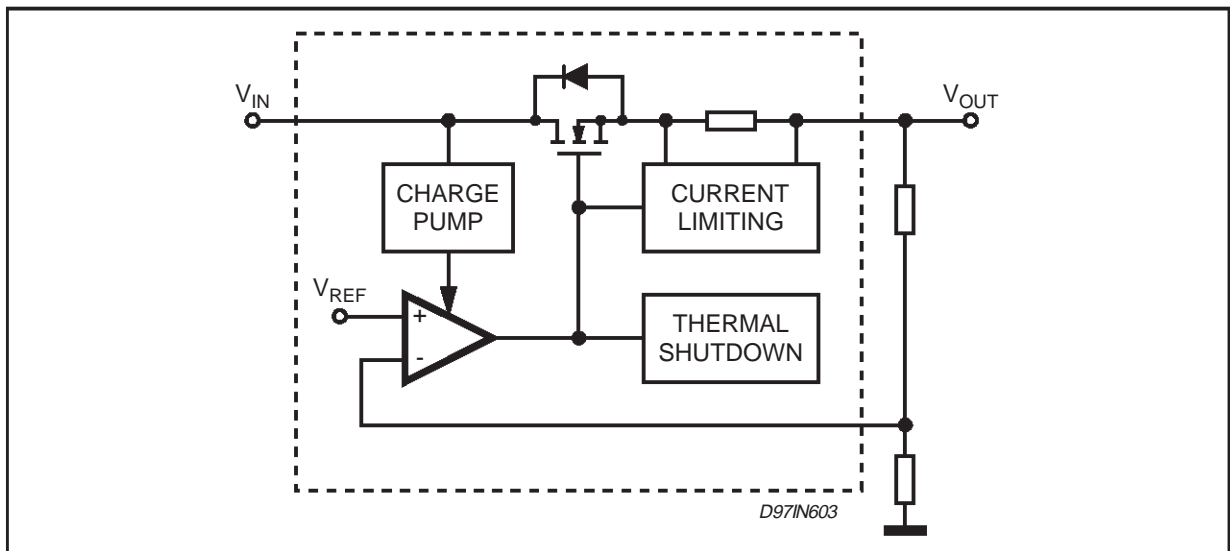 V_IN
V_OUT
CHARGE
PUMP
CURRENT
LIMITING
V_REF
+
-
THERMAL
SHUTDOWN
D97IN603